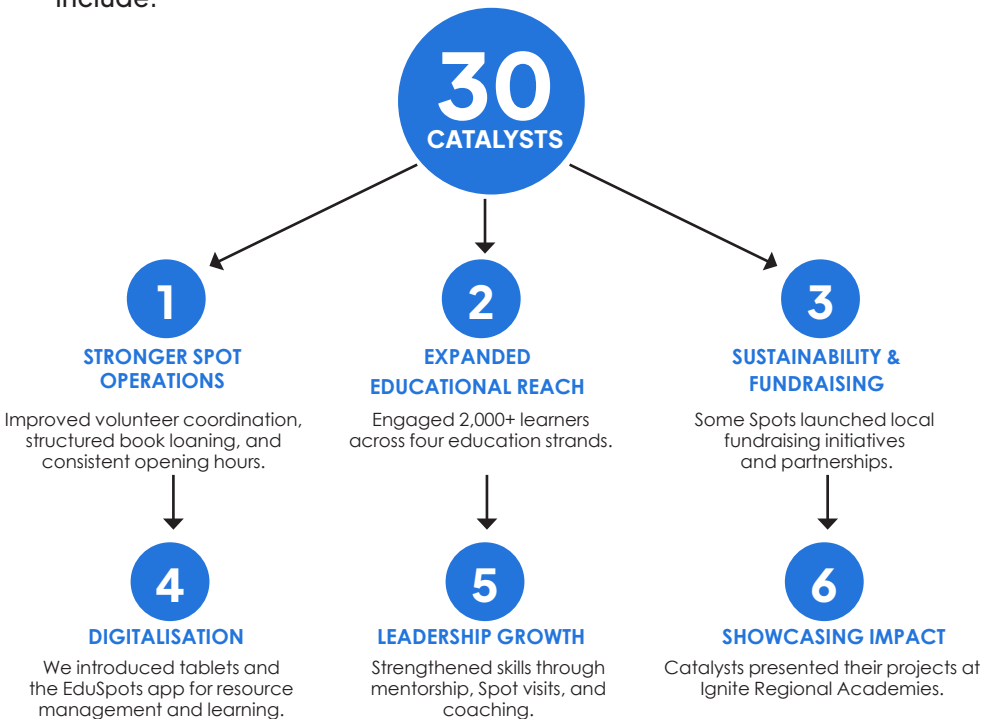 include:
30
CATALYSTS
1
STRONGER SPOT
OPERATIONS
Improved volunteer coordination,
structured book loaning, and
consistent opening hours.
2
EXPANDED
EDUCATIONAL REACH
Engaged 2,000+ learners
across four education strands.
3
SUSTAINABILITY &
FUNDRAISING
Some Spots launched local
fundraising initiatives
and partnerships.
4
DIGITALISATION
We introduced tablets and
the EduSpots app for resource
management and learning.
5
LEADERSHIP GROWTH
Strengthened skills through
mentorship, Spot visits, and
coaching.
6
SHOWCASING IMPACT
Catalysts presented their projects at
Ignite Regional Academies.